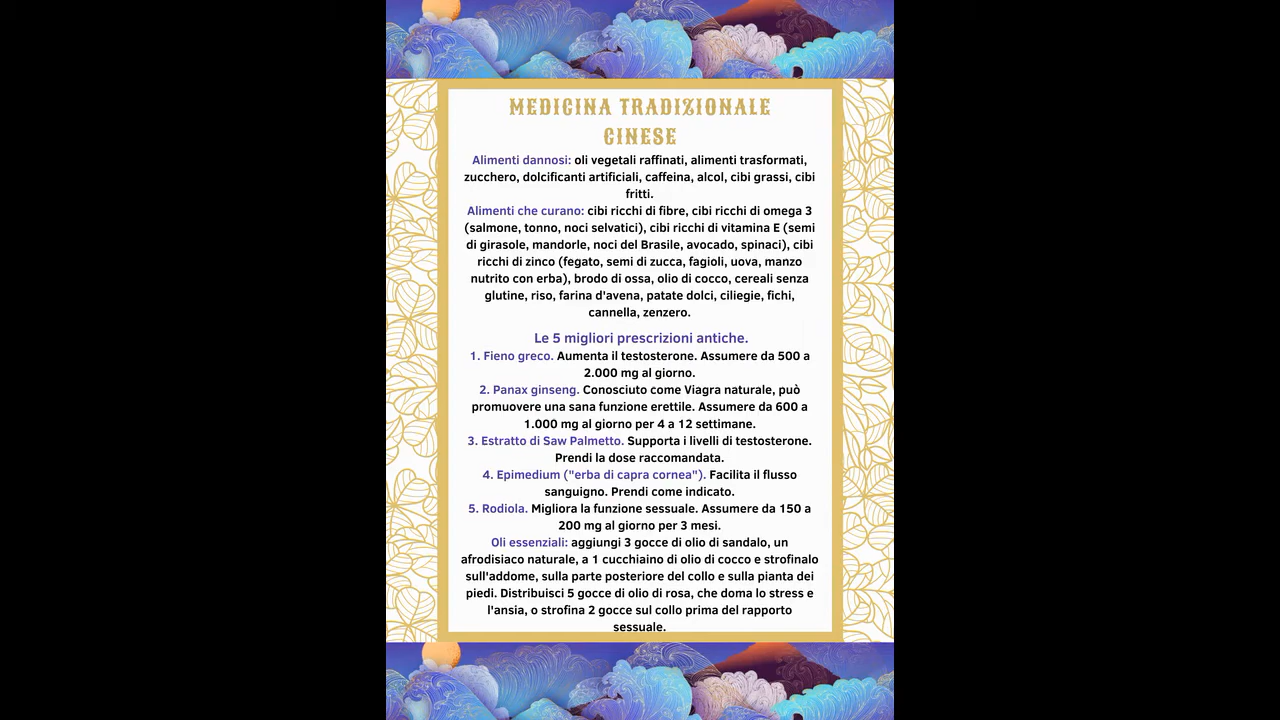 MEDICINA TRADIZIONALE
CINESE
Alimenti dannosi: oli vegetali raffinati, alimenti trasformati,
zucchero, dolcificanti artificiali, caffeina, alcol, cibi grassi, cibi
fritti.
Alimenti che curano: cibi ricchi di fibre, cibi ricchi di omega 3
(salmone, tonno, noci selvatici), cibi ricchi di vitamina E (semi
di girasole, mandorle, noci del Brasile, avocado, spinaci), cibi
ricchi di zinco (fegato, semi di zucca, fagioli, uova, manzo
nutrito con erba), brodo di ossa, olio di cocco, cereali senza
glutine, riso, farina d'avena, patate dolci, ciliegie, fichi,
cannella, zenzero.
Le 5 migliori prescrizioni antiche.
1. Fieno greco. Aumenta il testosterone. Assumere da 500 a
2.000 mg al giorno.
2. Panax ginseng. Conosciuto come Viagra naturale, può
promuovere una sana funzione erettile. Assumere da 600 a
1.000 mg al giorno per 4 a 12 settimane.
3. Estratto di Saw Palmetto. Supporta i livelli di testosterone.
Prendi la dose raccomandata.
4. Epimedium ("erba di capra cornea"). Facilita il flusso
sanguigno. Prendi come indicato.
5. Rodiola. Migliora la funzione sessuale. Assumere da 150 a
200 mg al giorno per 3 mesi.
Oli essenziali: aggiungi 3 gocce di olio di sandalo, un
afrodisiaco naturale, a 1 cucchiaino di olio di cocco e strofinalo
sull'addome, sulla parte posteriore del collo e sulla pianta dei
piedi. Distribuisci 5 gocce di olio di rosa, che doma lo stress e
l'ansia, o strofina 2 gocce sul collo prima del rapporto
sessuale.